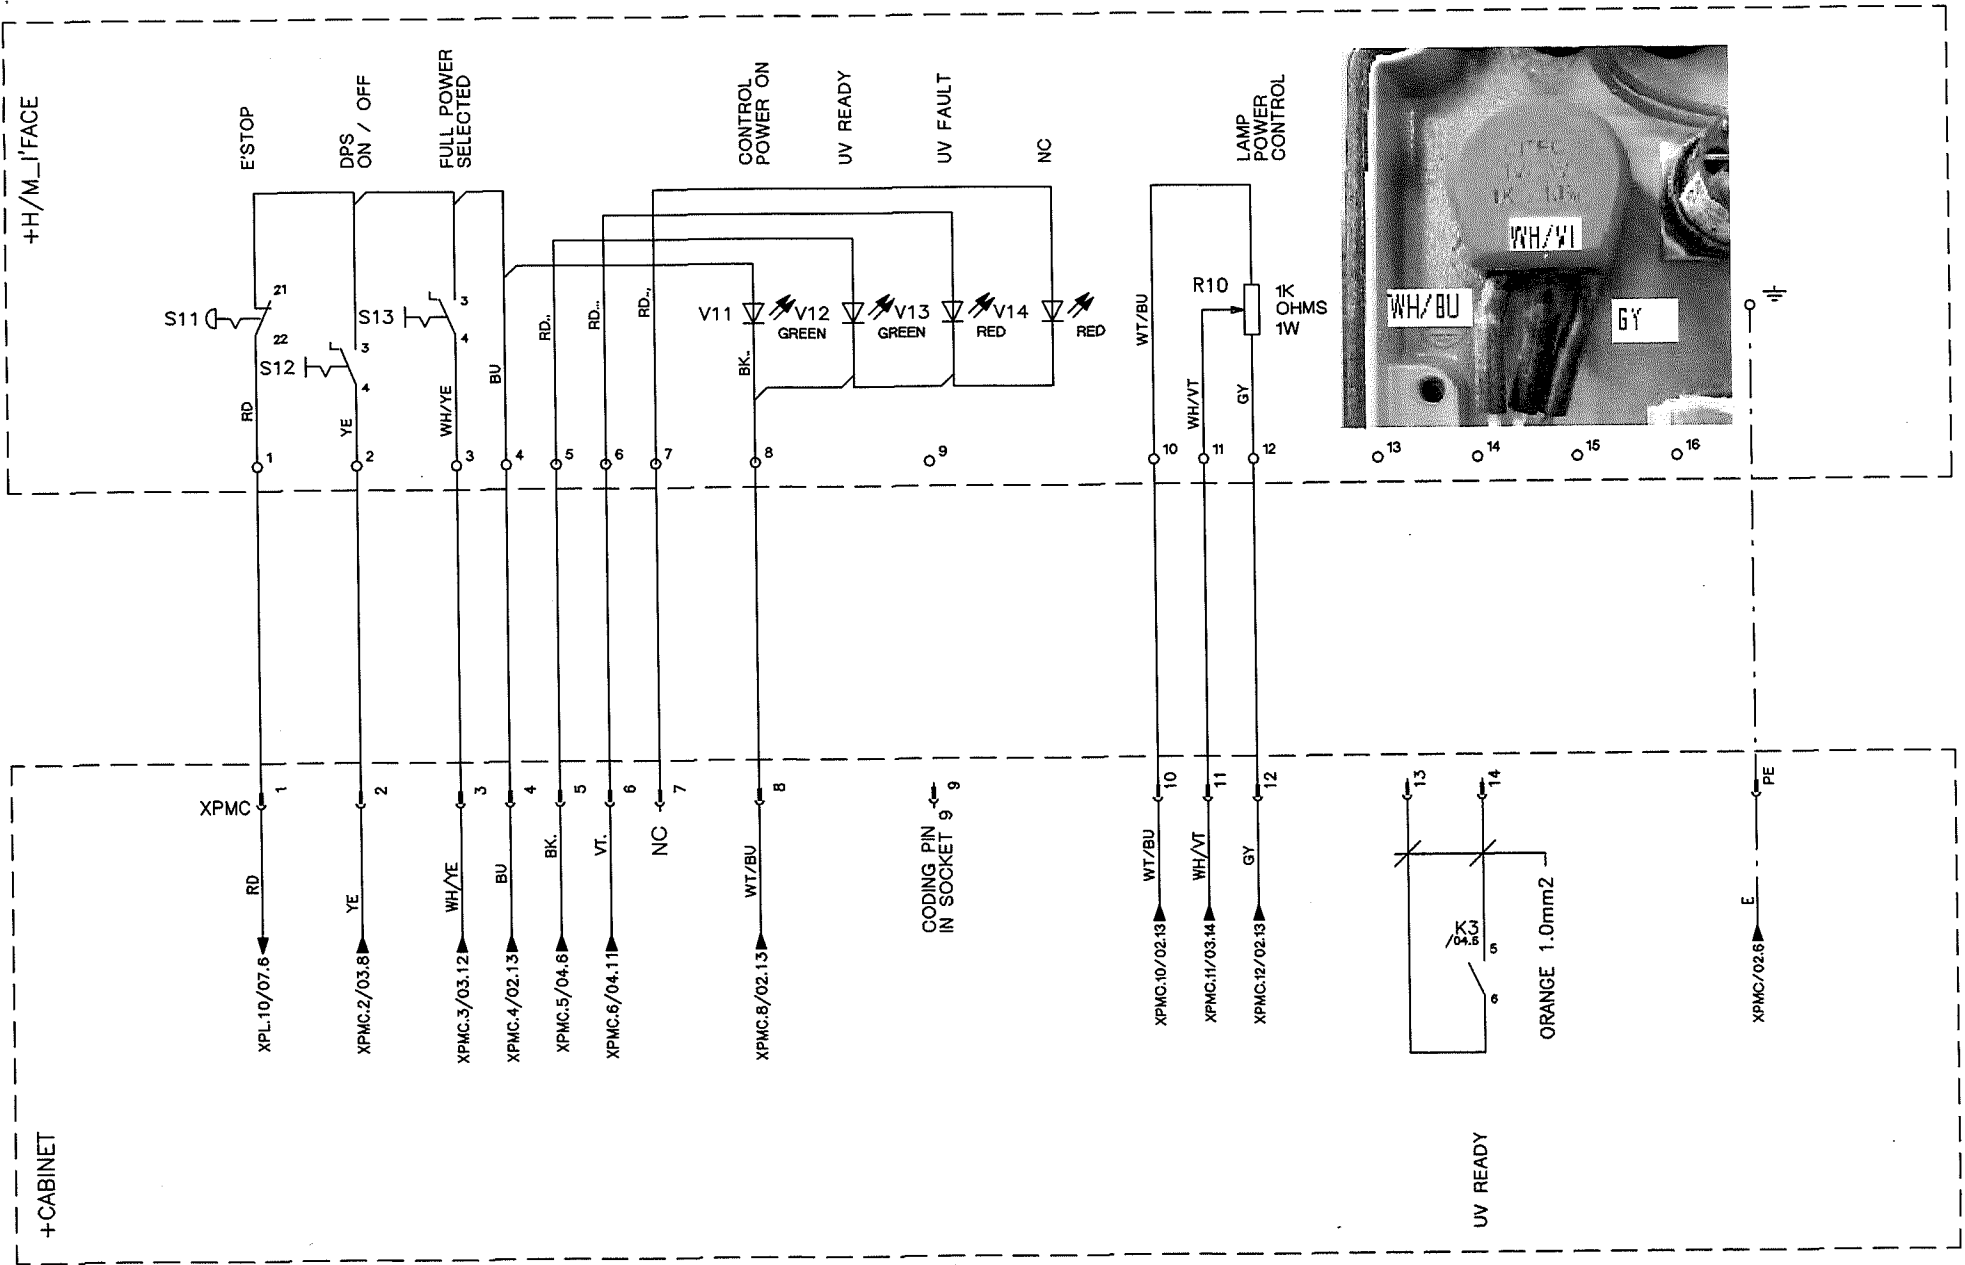 +H/M_I'FACE
E'STOP
DPS
ON / OFF
FULL POWER
SELECTED
CONTROL
POWER ON
UV READY
UV FAULT
NC
LAMP
POWER
CONTROL
S11
21
22
S12
3
4
S13
3
4
V11
GREEN
V12
GREEN
V13
RED
V14
RED
R10
1K
OHMS
1W
WH/VI
WH/BU
GY
RD
YE
WH/YE
BU
RD..
RD...
RD..,
BK..
WT/BU
WH/VT
GY
1
2
3
4
5
6
7
8
9
10
11
12
13
14
15
16
XPMC
1
2
3
4
5
6
7
8
9
10
11
12
13
14
PE
RD
YE
WH/YE
BU
BK.
VT.
NC
WT/BU
CODING PIN
IN SOCKET 9
WT/BU
WH/VT
GY
K3
/04.6
5
6
ORANGE 1.0mm2
E
XPL.10/07.6
XPMC.2/03.8
XPMC.3/03.12
XPMC.4/02.13
XPMC.5/04.6
XPMC.6/04.11
XPMC.8/02.13
XPMC.10/02.13
XPMC.11/03.14
XPMC.12/02.13
XPMC/02.6
+CABINET
UV READY